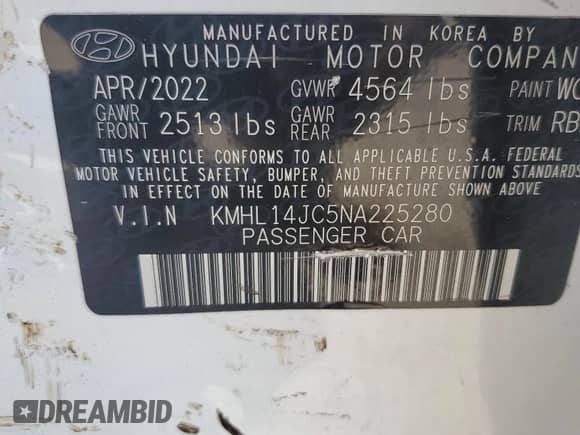 MANUFACTURED IN KOREA BY
HYUNDAI MOTOR COMPAN
APR/2022 GVWR 4564 lbs PAINT
GAWR FRONT 2513 lbs GAWR REAR 2315 lbs TRIM RB
THIS VEHICLE CONFORMS TO ALL APPLICABLE U.S.A. FEDERAL
MOTOR VEHICLE SAFETY, BUMPER, AND THEFT PREVENTION
IN EFFECT ON THE DATE OF MANUFACTURE SHOWN ABOVE
V.I.N KMHL14JC5NA225280
PASSENGER CAR
DREAMBID